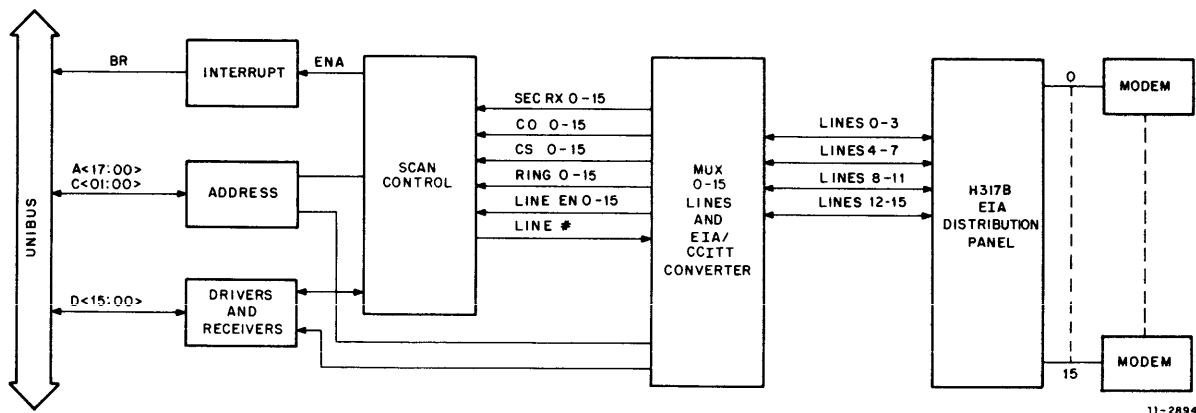 UNIBUS
BR
INTERRUPT
ENA
A<17:00>
C<01:00>
ADDRESS
D<15:00>
DRIVERS
AND
RECEIVERS
SCAN
CONTROL
SEC RX 0-15
CO 0-15
CS 0-15
RING 0-15
LINE EN 0-15
LINE #
MUX
0-15
LINES
AND
EIA/
CCITT
CONVERTER
LINES 0-3
LINES 4-7
LINES 8-11
LINES 12-15
H317B
EIA
DISTRIBUTION
PANEL
0
MODEM
15
MODEM
11-2894